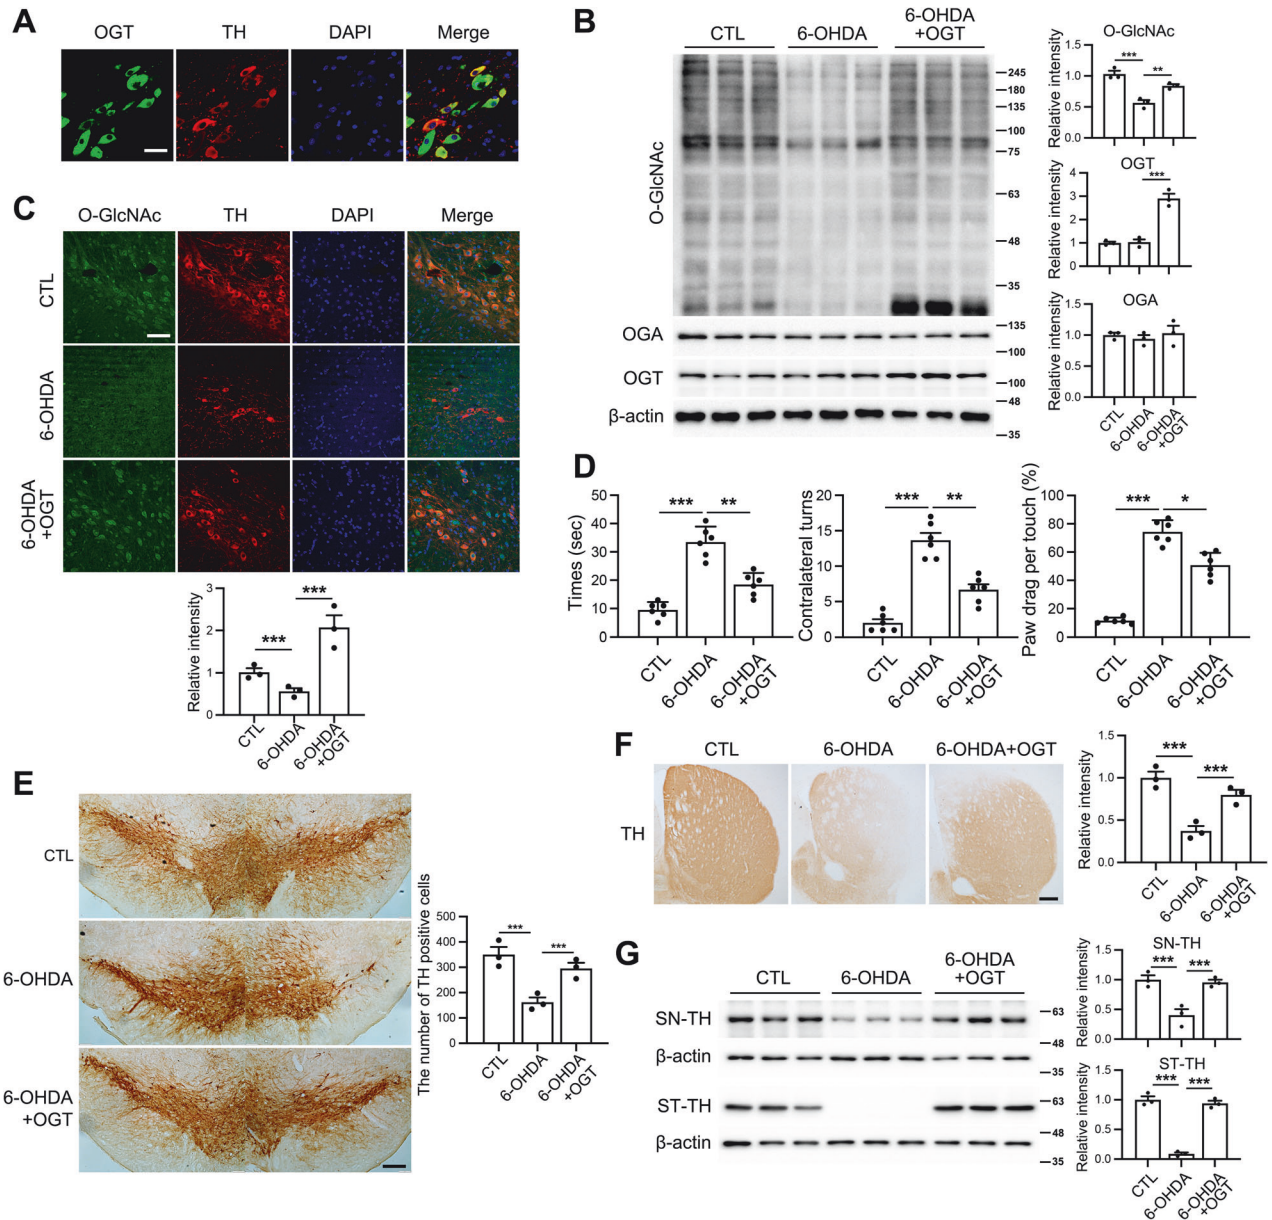 A
OGT TH DAPI Merge
B
CTL 6-OHDA 6-OHDA
+OGT
O-GlcNAc
245
180
135
100
75
63
48
35
OGA
135
100
OGT
100
48
β-actin
35
O-GlcNAc
Relative intensity
1.5
1.0
0.5
0.0
*** **
OGT
Relative intensity
4
3
2
1
0
***
OGA
Relative intensity
1.5
1.0
0.5
0.0
CTL
6-OHDA
6-OHDA
+OGT
C
O-GlcNAc TH DAPI Merge
CTL
6-OHDA
6-OHDA
+OGT
Relative intensity
3
2
1
0
*** ***
CTL
6-OHDA
6-OHDA
+OGT
D
Times (sec)
50
40
30
20
10
0
*** **
CTL
6-OHDA
6-OHDA
+OGT
Contralateral turns
20
15
10
5
0
*** **
CTL
6-OHDA
6-OHDA
+OGT
Paw drag per touch (%)
100
80
60
40
20
0
*** *
CTL
6-OHDA
6-OHDA
+OGT
E
CTL
6-OHDA
6-OHDA
+OGT
The number of TH positive cells
500
400
300
200
100
0
*** ***
CTL
6-OHDA
6-OHDA
+OGT
F
CTL 6-OHDA 6-OHDA+OGT
TH
Relative intensity
1.5
1.0
0.5
0.0
*** ***
CTL
6-OHDA
6-OHDA
+OGT
G
CTL 6-OHDA 6-OHDA
+OGT
SN-TH
63
48
β-actin
35
ST-TH
63
48
β-actin
35
SN-TH
Relative intensity
1.5
1.0
0.5
0.0
*** ***
ST-TH
Relative intensity
1.5
1.0
0.5
0.0
*** ***
CTL
6-OHDA
6-OHDA
+OGT